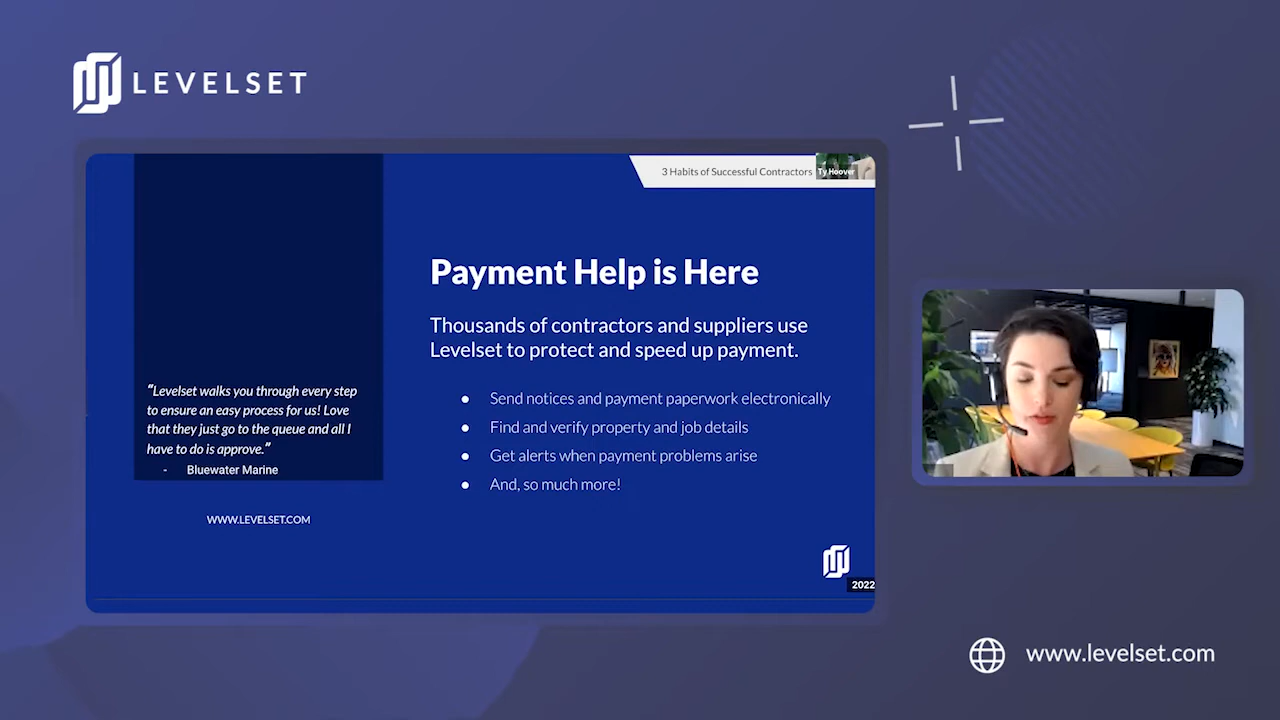 LEVELSET
3 Habits of Successful Contractors
Ty Hoover
Payment Help is Here
Thousands of contractors and suppliers use
Levelset to protect and speed up payment.
● Send notices and payment paperwork electronically
● Find and verify property and job details
● Get alerts when payment problems arise
● And, so much more!
"Levelset walks you through every step
to ensure an easy process for us! Love
that they just go to the queue and all I
have to do is approve."
- Bluewater Marine
WWW.LEVELSET.COM
2022
www.levelset.com